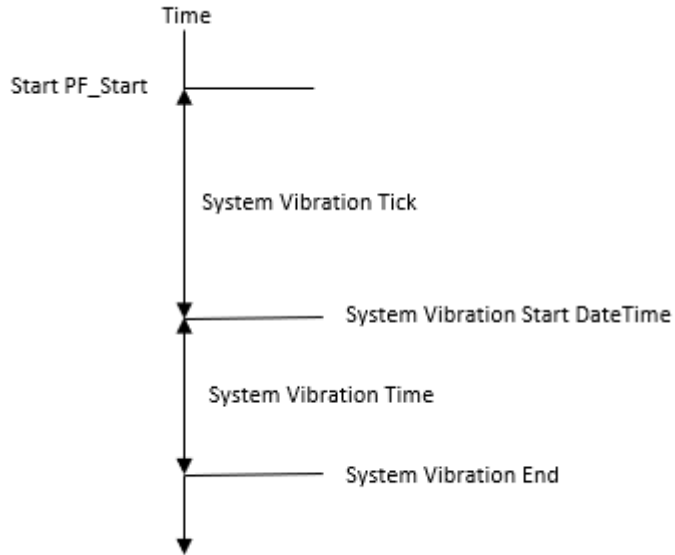 Time
Start PF_Start
System Vibration Tick
System Vibration Start DateTime
System Vibration Time
System Vibration End